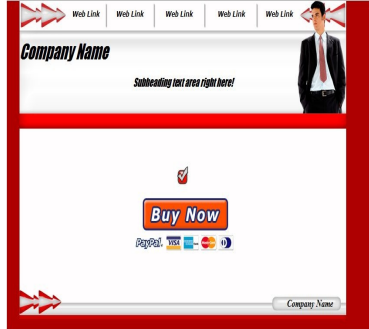 Web Link Web Link Web Link Web Link Web Link
Company Name
Subheading text area right here!
Buy Now
PayPal VISA
Company Name